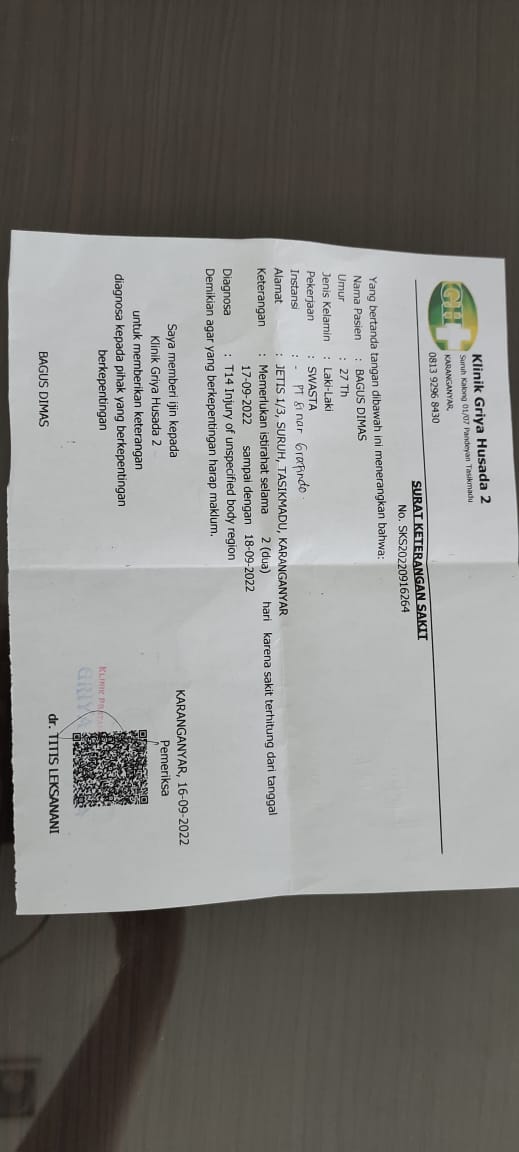 Klinik Griya Husada 2
Suruh Kalang 01/07 Pandeyan Tasikmadu
KARANGANYAR,
0813 9296 8430
GH
SURAT KETERANGAN SAKIT
No. SKS20220916264
Yang bertanda tangan dibawah ini menerangkan bahwa:
Nama Pasien : BAGUS DIMAS
Umur : 27 Th
Jenis Kelamin : Laki-Laki
Pekerjaan : SWASTA
Instansi : - PT Sinar Grafindo.
Alamat : JETIS 1/3, SURUH, TASIKMADU, KARANGANYAR
Keterangan : Memerlukan istirahat selama 2 (dua) hari karena sakit terhitung dari tanggal
17-09-2022 sampai dengan 18-09-2022
Diagnosa : T14 Injury of unspecified body region
Demikian agar yang berkepentingan harap maklum.
Saya memberi ijin kepada
Klinik Griya Husada 2
untuk memberikan keterangan
diagnosa kepada pihak yang berkepentingan
berkepentingan
BAGUS DIMAS
KARANGANYAR, 16-09-2022
Pemeriksa
KLINIK
GRIYA
dr. TITIS LEKSANANI